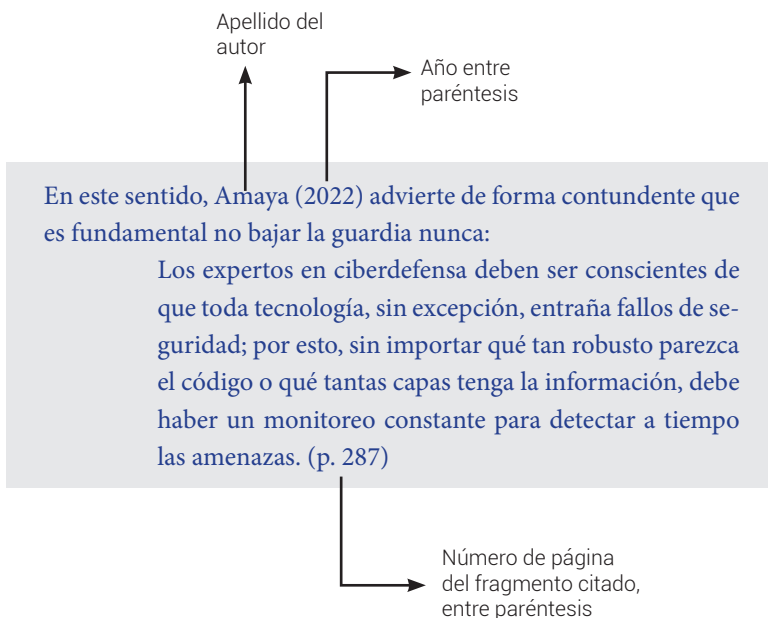 Apellido del
autor
Año entre
paréntesis
En este sentido, Amaya (2022) advierte de forma contundente que
es fundamental no bajar la guardia nunca:
Los expertos en ciberdefensa deben ser conscientes de
que toda tecnología, sin excepción, entraña fallos de se-
guridad; por esto, sin importar qué tan robusto parezca
el código o qué tantas capas tenga la información, debe
haber un monitoreo constante para detectar a tiempo
las amenazas. (p. 287)
Número de página
del fragmento citado,
entre paréntesis